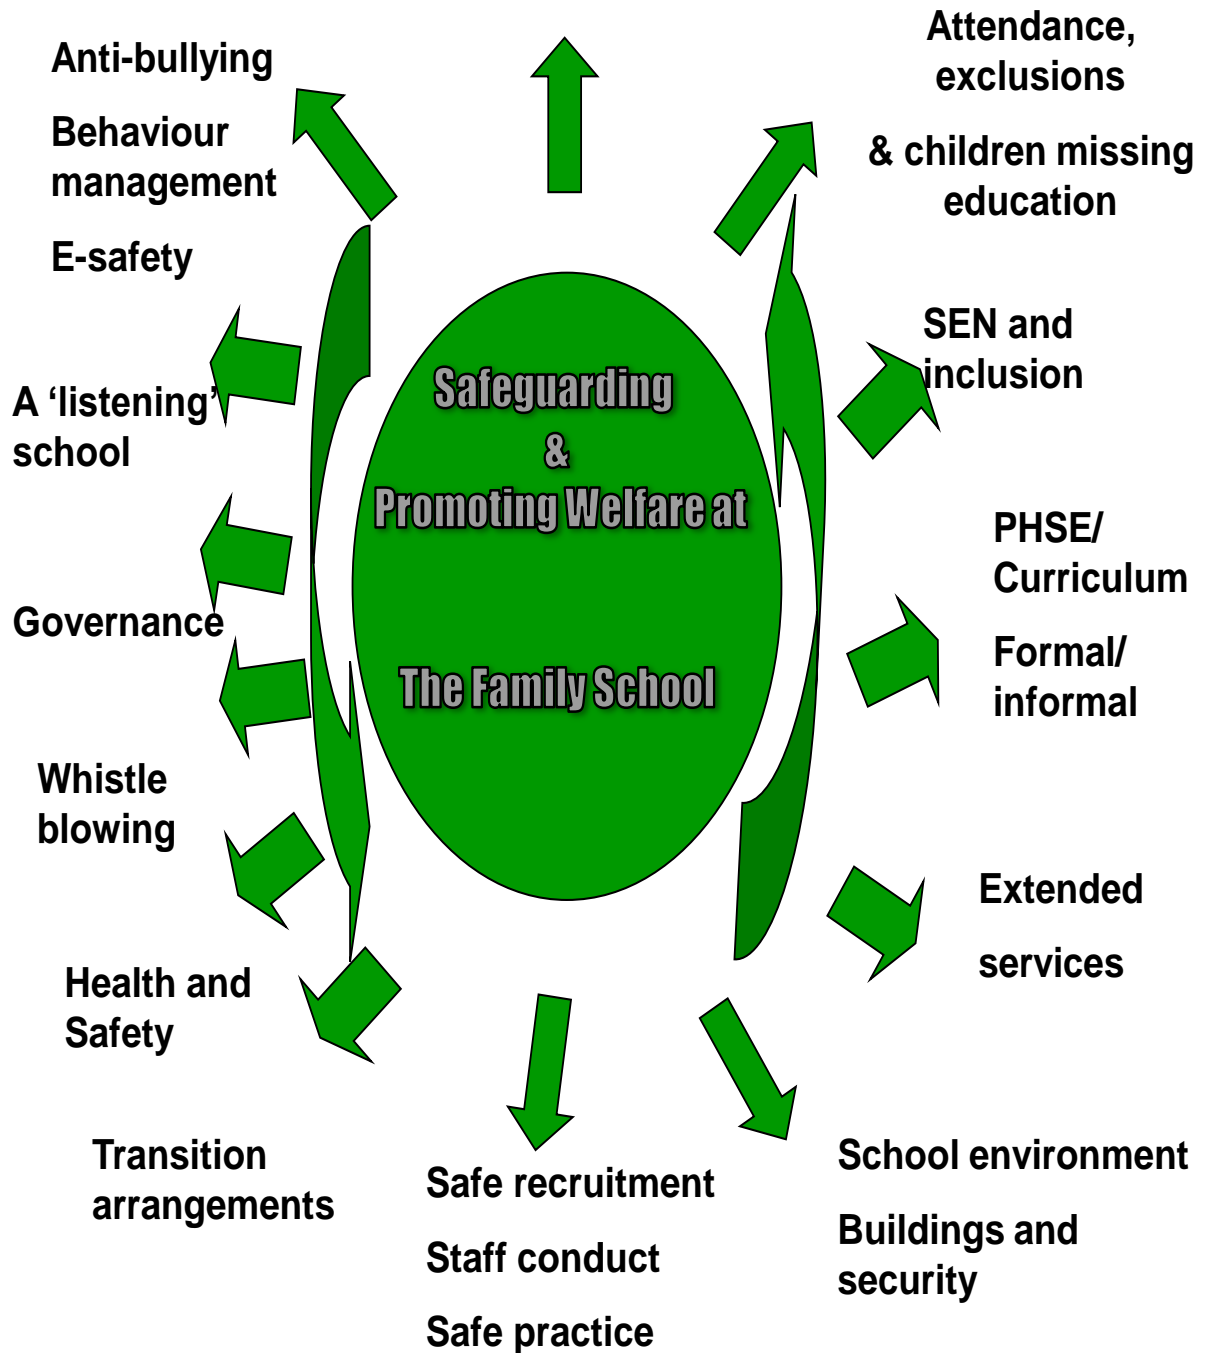 Anti-bullying
Behaviour
management
E-safety
A ‘listening’
school
Governance
Whistle
blowing
Health and
Safety
Transition
arrangements
Safeguarding
&
Promoting Welfare at
The Family School
Safe recruitment
Staff conduct
Safe practice
Attendance,
exclusions
& children missing
education
SEN and
inclusion
PHSE/
Curriculum
Formal/
informal
Extended
services
School environment
Buildings and
security